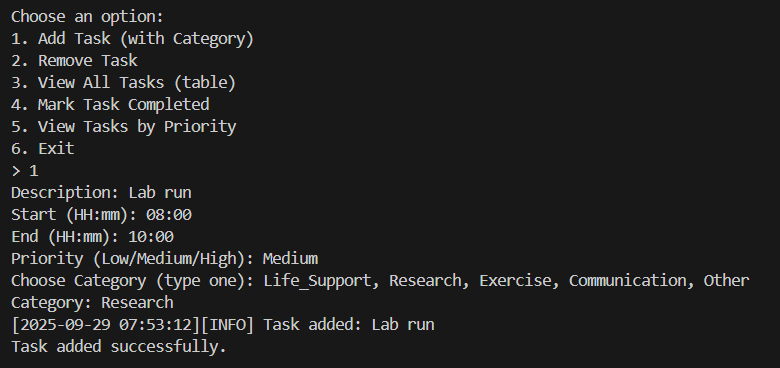 Choose an option:
1. Add Task (with Category)
2. Remove Task
3. View All Tasks (table)
4. Mark Task Completed
5. View Tasks by Priority
6. Exit
> 1
Description: Lab run
Start (HH:mm): 08:00
End (HH:mm): 10:00
Priority (Low/Medium/High): Medium
Choose Category (type one): Life_Support, Research, Exercise, Communication, Other
Category: Research
[2025-09-29 07:53:12][INFO] Task added: Lab run
Task added successfully.